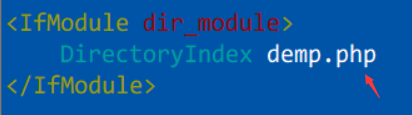 <IfModule dir_module>
DirectoryIndex demp.php
</IfModule>